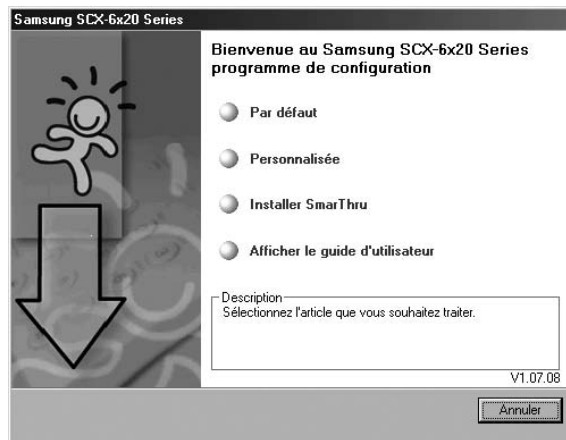 Samsung SCX-6x20 Series
Bienvenue au Samsung SCX-6x20 Series
programme de configuration
Par défaut
Personnalisée
Installer SmarThru
Afficher le guide d'utilisateur
Description
Sélectionnez l'article que vous souhaitez traiter.
V1.07.08
Annuler